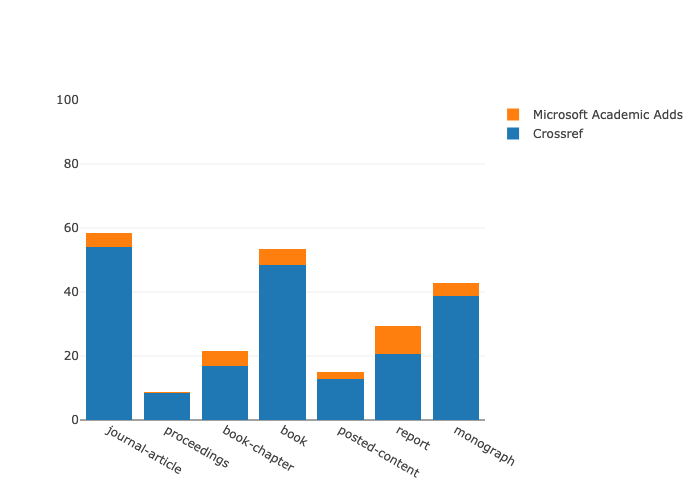 100
80
60
40
20
0
journal-article
proceedings
book-chapter
book
posted-content
report
monograph
Microsoft Academic Adds
Crossref